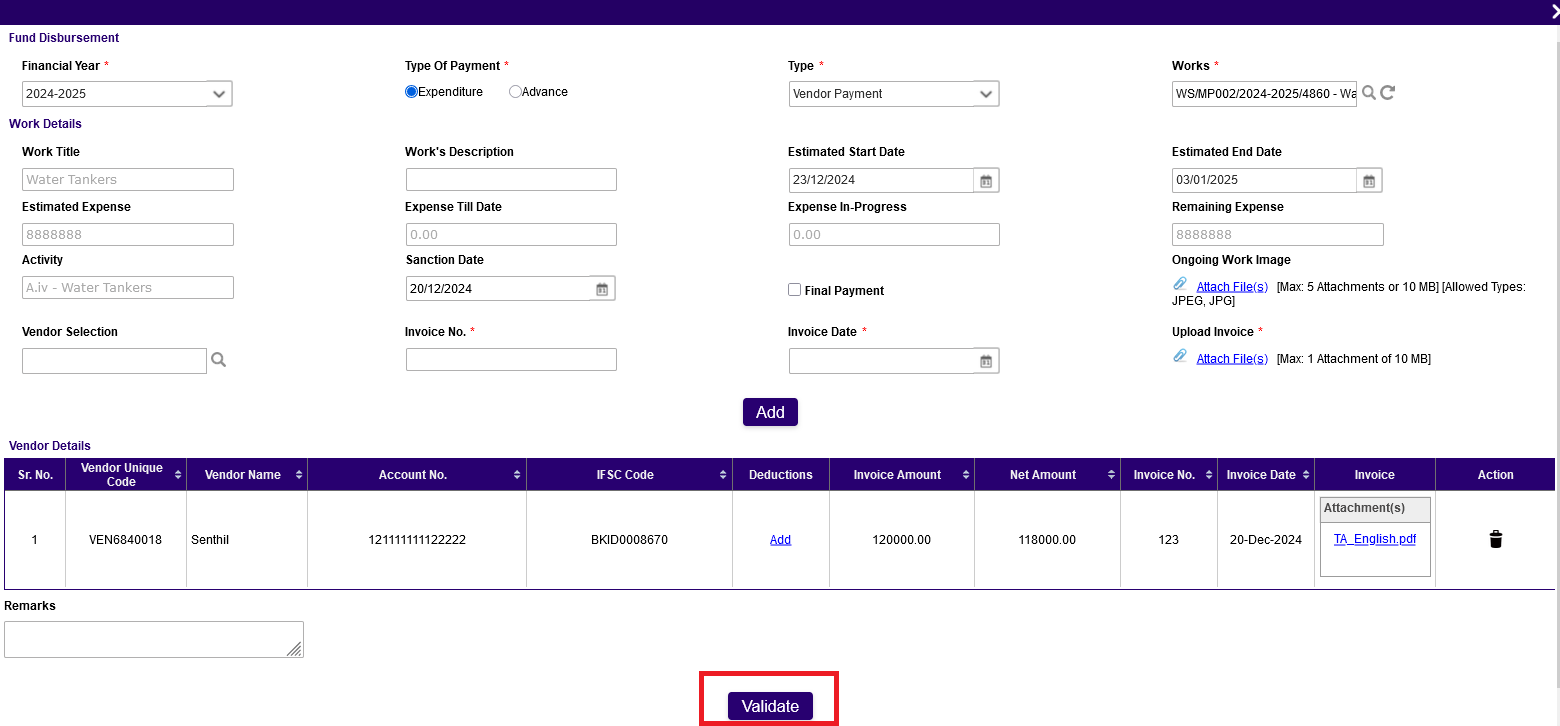 Fund Disbursement
Financial Year * Type Of Payment * Type * Works *
2024-2025 Expenditure Advance Vendor Payment WS/MP002/2024-2025/4860 - Wa
Work Details
Work Title Work's Description Estimated Start Date Estimated End Date
Water Tankers 23/12/2024 03/01/2025
Estimated Expense Expense Till Date Expense In-Progress Remaining Expense
8888888 0.00 0.00 8888888
Activity Sanction Date Ongoing Work Image
A.iv - Water Tankers 20/12/2024 Final Payment Attach File(s) [Max: 5 Attachments or 10 MB] [Allowed Types:
JPEG, JPG]
Vendor Selection Invoice No. * Invoice Date * Upload Invoice *
Attach File(s) [Max: 1 Attachment of 10 MB]
Add
Vendor Details
Sr. No. Vendor Unique Code Vendor Name Account No. IFSC Code Deductions Invoice Amount Net Amount Invoice No. Invoice Date Invoice Action
Attachment(s)
1 VEN6840018 Senthil 121111111122222 BKID0008670 Add 120000.00 118000.00 123 20-Dec-2024 TA_English.pdf
Remarks
Validate